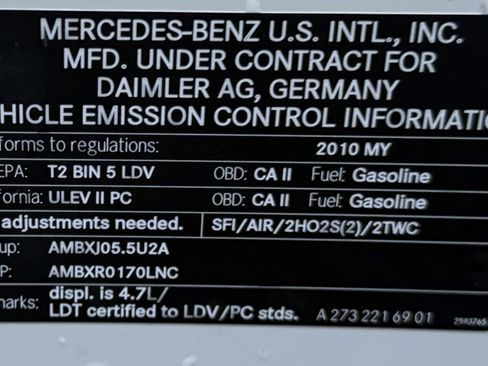 MERCEDES-BENZ U.S. INTL., INC.
MFD. UNDER CONTRACT FOR
DAIMLER AG, GERMANY
HICLE EMISSION CONTROL INFORMATIO
forms to regulations: 2010 MY
EPA: T2 BIN 5 LDV OBD: CA II Fuel: Gasoline
fornia: ULEV II PC OBD: CA II Fuel: Gasoline
adjustments needed. SFI/AIR/2HO2S(2)/2TWC
up: AMBXJ05.5U2A
P: AMBXR0170LNC
narks: displ. is 4.7L/
LDT certified to LDV/PC stds. A 273 221 69 01 2593765